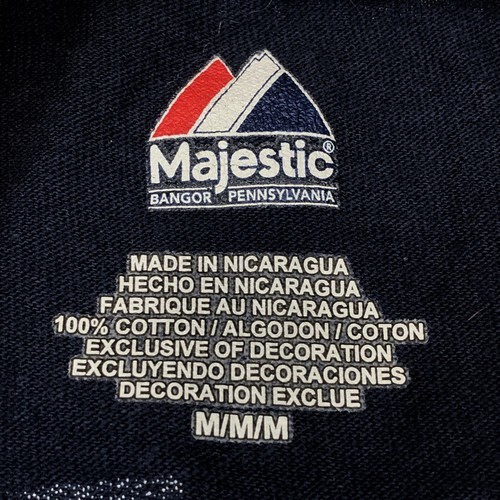 Majestic®
BANGOR PENNSYLVANIA
MADE IN NICARAGUA
HECHO EN NICARAGUA
FABRIQUE AU NICARAGUA
100% COTTON / ALGODON / COTON
EXCLUSIVE OF DECORATION
EXCLUYENDO DECORACIONES
DECORATION EXCLUE
M/M/M